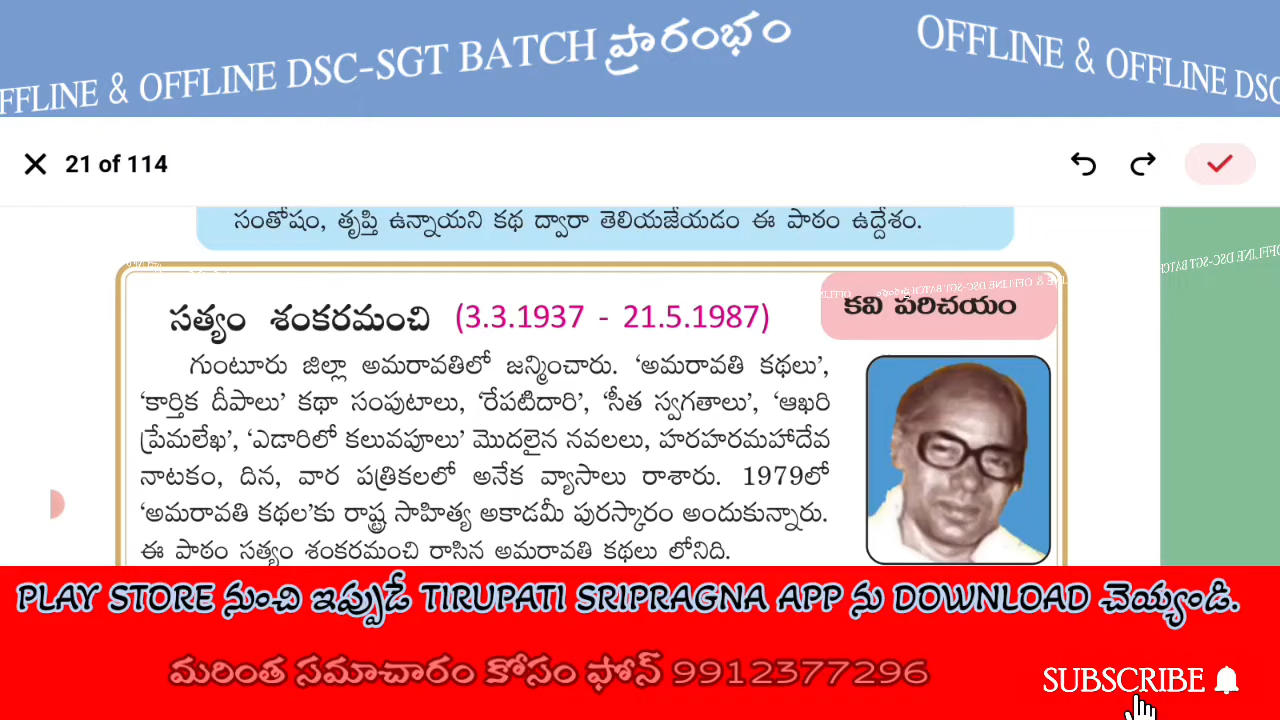 OFFLINE & OFFLINE DSC-SGT BATCH ప్రారంభం OFFLINE & OFFLINE DSC
21 of 114
సంతోషం, తృప్తి ఉన్నాయని కథ ద్వారా తెలియజేయడం ఈ పాఠం ఉద్దేశం.
కవి పరిచయం
సత్యం శంకరమంచి (3.3.1937 - 21.5.1987)
గుంటూరు జిల్లా అమరావతిలో జన్మించారు. ‘అమరావతి కథలు’,
‘కార్తిక దీపాలు’ కథా సంపుటాలు, ‘రేపటిదారి’, ‘సీత స్వగతాలు’, ‘ఆఖరి
ప్రేమలేఖ’, ‘ఎడారిలో కలువపూలు’ మొదలైన నవలలు, హరహరమహాదేవ
నాటకం, దిన, వార పత్రికలలో అనేక వ్యాసాలు రాశారు. 1979లో
‘అమరావతి కథల’కు రాష్ట్ర సాహిత్య అకాడమీ పురస్కారం అందుకున్నారు.
ఈ పాఠం సత్యం శంకరమంచి రాసిన అమరావతి కథలు లోనిది.
PLAY STORE నుంచి ఇప్పుడే TIRUPATI SRIPRAGNA APP ను DOWNLOAD చెయ్యండి.
మరింత సమాచారం కోసం ఫోన్ 9912377296
SUBSCRIBE